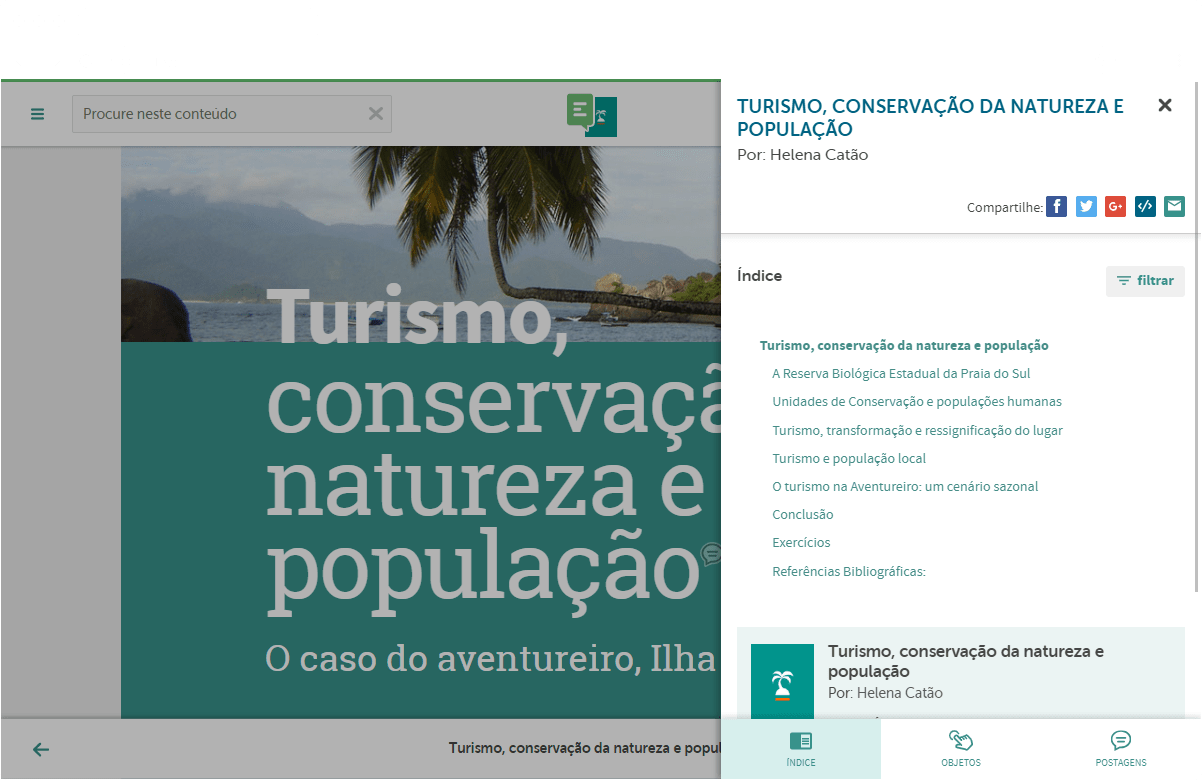 Procure neste conteúdo
TURISMO, CONSERVAÇÃO DA NATUREZA E
POPULAÇÃO
Por: Helena Catão
Compartilhe:
Turismo,
conservaçã
natureza e
população
O caso do aventureiro, Ilha
Índice
filtrar
Turismo, conservação da natureza e população
A Reserva Biológica Estadual da Praia do Sul
Unidades de Conservação e populações humanas
Turismo, transformação e ressignificação do lugar
Turismo e população local
O turismo na Aventureiro: um cenário sazonal
Conclusão
Exercícios
Referências Bibliográficas:
Turismo, conservação da natureza e
população
Por: Helena Catão
Turismo, conservação da natureza e popul
ÍNDICE
OBJETOS
POSTAGENS